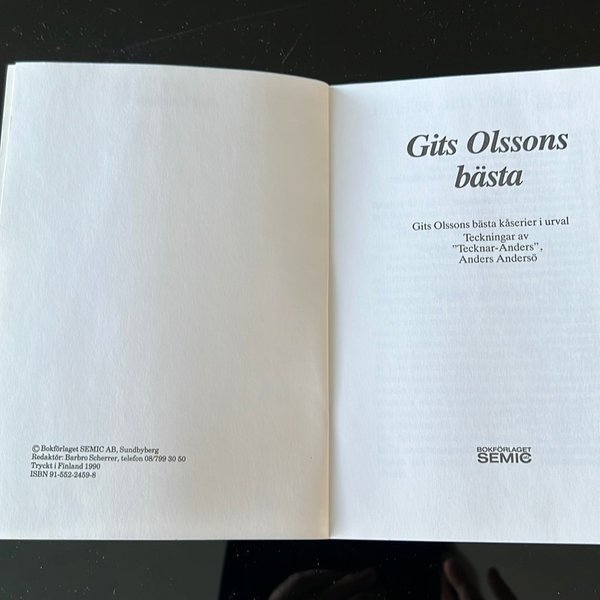 © Bokförlaget SEMIC AB, Sundbyberg
Redaktör: Barbro Scherrer, telefon 08/799 30 50
Tryckt i Finland 1990
ISBN 91-552-2459-8
Gits Olssons
bästa
Gits Olssons bästa kåserier i urval
Teckningar av
"Tecknar-Anders",
Anders Andersö
BOKFÖRLAGET
SEMIC